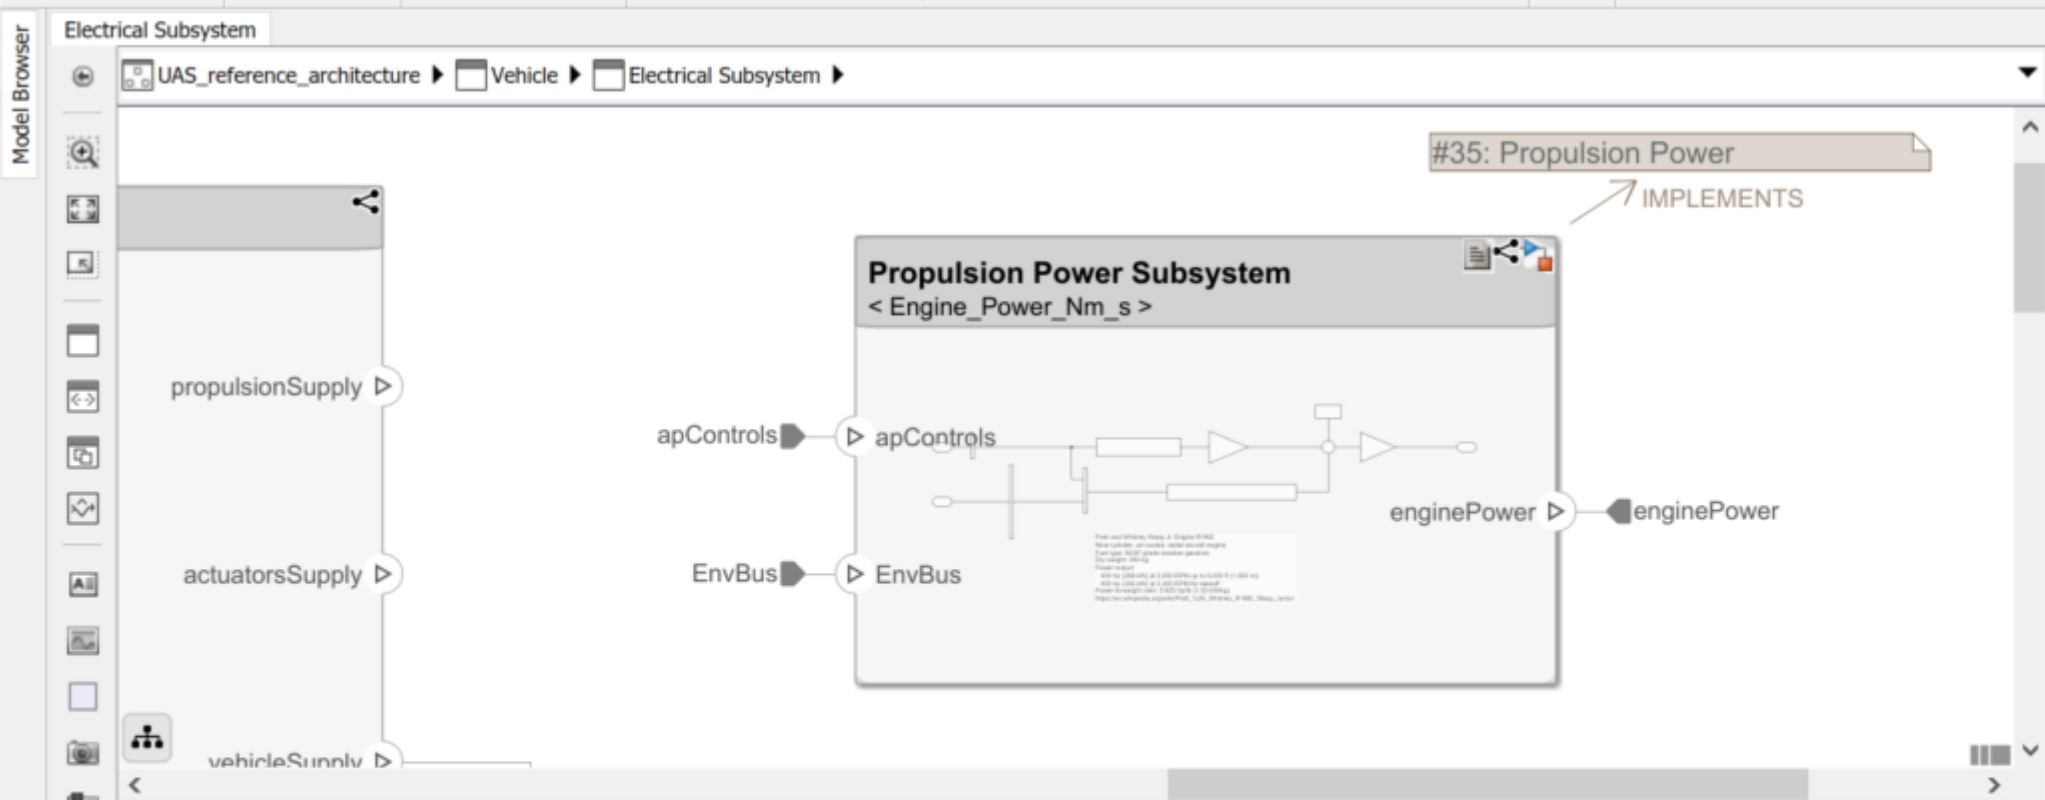 Model Browser
Electrical Subsystem
UAS_reference_architecture Vehicle Electrical Subsystem
#35: Propulsion Power
IMPLEMENTS
Propulsion Power Subsystem
< Engine_Power_Nm_s >
propulsionSupply
apControls
apControls
enginePower
enginePower
actuatorsSupply
EnvBus
EnvBus
vehicleSupply